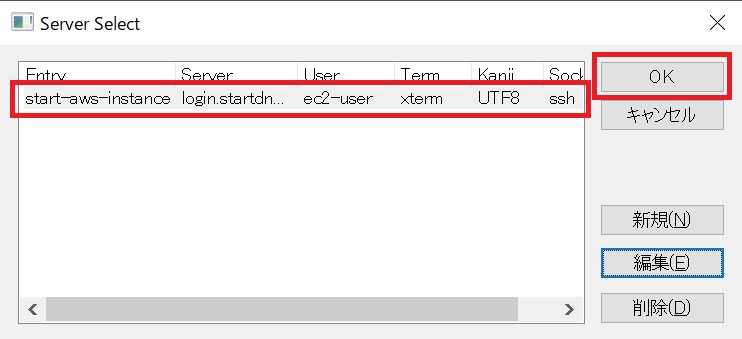 Server Select
Entry Server User Term Kanji Sock
start-aws-instance login.startdn... ec2-user xterm UTF8 ssh
OK
キャンセル
新規(N)
編集(E)
削除(D)